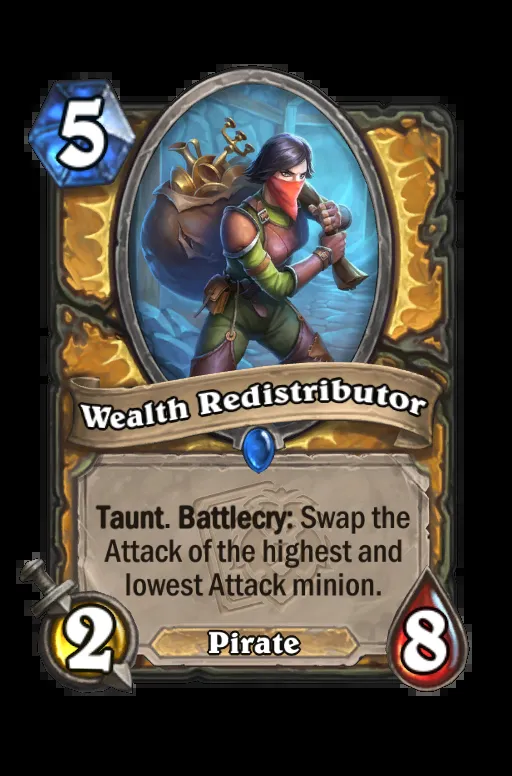 5
Wealth Redistributor
Taunt. Battlecry: Swap the
Attack of the highest and
lowest Attack minion.
2
Pirate
8